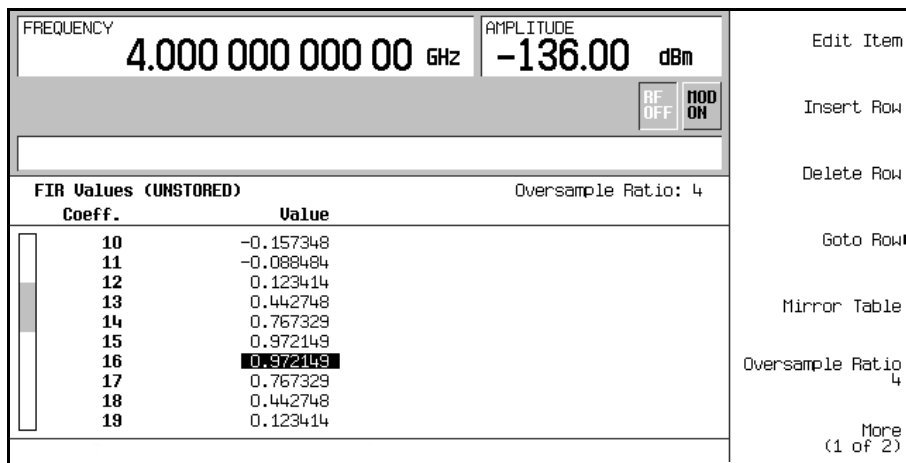 FREQUENCY
4.000 000 000 00 GHz
AMPLITUDE
-136.00 dBm
RF OFF
MOD ON
FIR Values (UNSTORED)
Oversample Ratio: 4
Coeff. Value
10 -0.157348
11 -0.088484
12 0.123414
13 0.442748
14 0.767329
15 0.972149
16 0.972149
17 0.767329
18 0.442748
19 0.123414
Edit Item
Insert Row
Delete Row
Goto Row
Mirror Table
Oversample Ratio
4
More
(1 of 2)